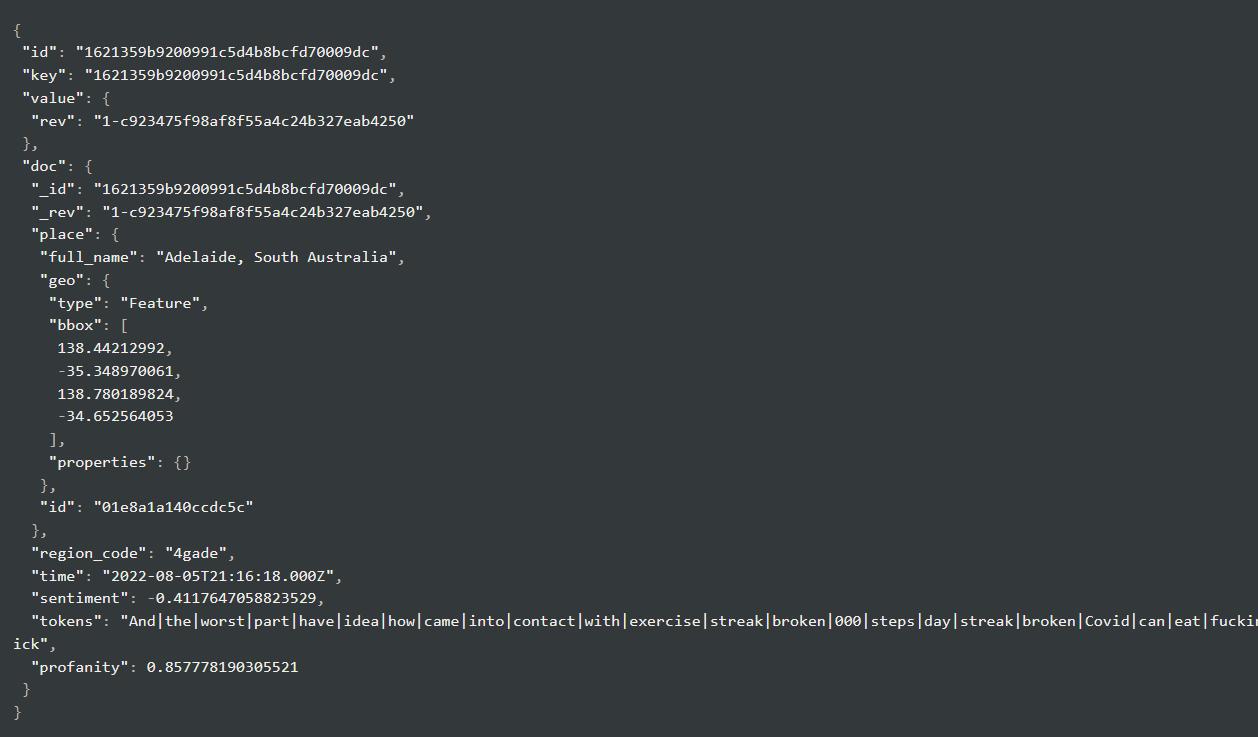 {
"id": "1621359b9200991c5d4b8bcfd70009dc",
"key": "1621359b9200991c5d4b8bcfd70009dc",
"value": {
"rev": "1-c923475f98af8f55a4c24b327eab4250"
},
"doc": {
"_id": "1621359b9200991c5d4b8bcfd70009dc",
"_rev": "1-c923475f98af8f55a4c24b327eab4250",
"place": {
"full_name": "Adelaide, South Australia",
"geo": {
"type": "Feature",
"bbox": [
138.44212992,
-35.348970061,
138.780189824,
-34.652564053
],
"properties": {}
},
"id": "01e8a1a140ccdc5c"
},
"region_code": "4gade",
"time": "2022-08-05T21:16:18.000Z",
"sentiment": -0.4117647058823529,
"tokens": "And|the|worst|part|have|idea|how|came|into|contact|with|exercise|streak|broken|000|steps|day|streak|broken|Covid|can|eat|fuckin
ick",
"profanity": 0.857778190305521
}
}